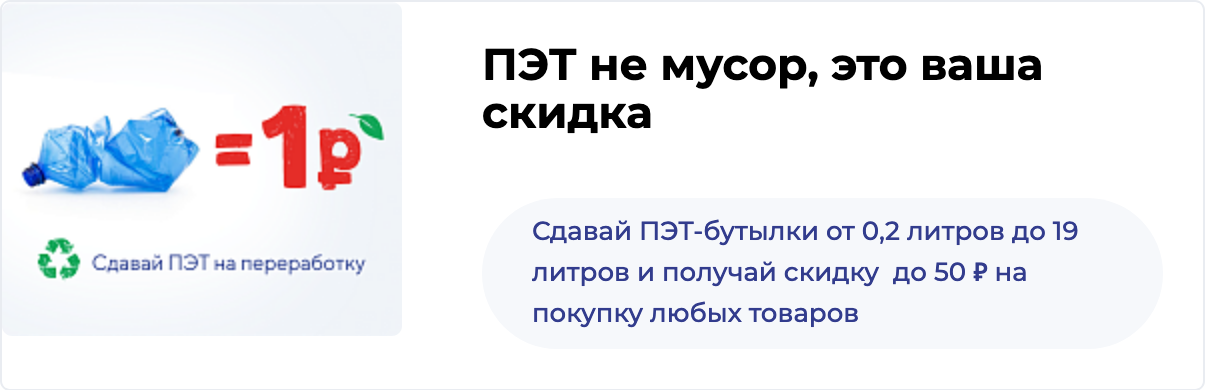 = 1 ₽
Сдавай ПЭТ на переработку
ПЭТ не мусор, это ваша
скидка
Сдавай ПЭТ-бутылки от 0,2 литров до 19
литров и получай скидку до 50 ₽ на
покупку любых товаров